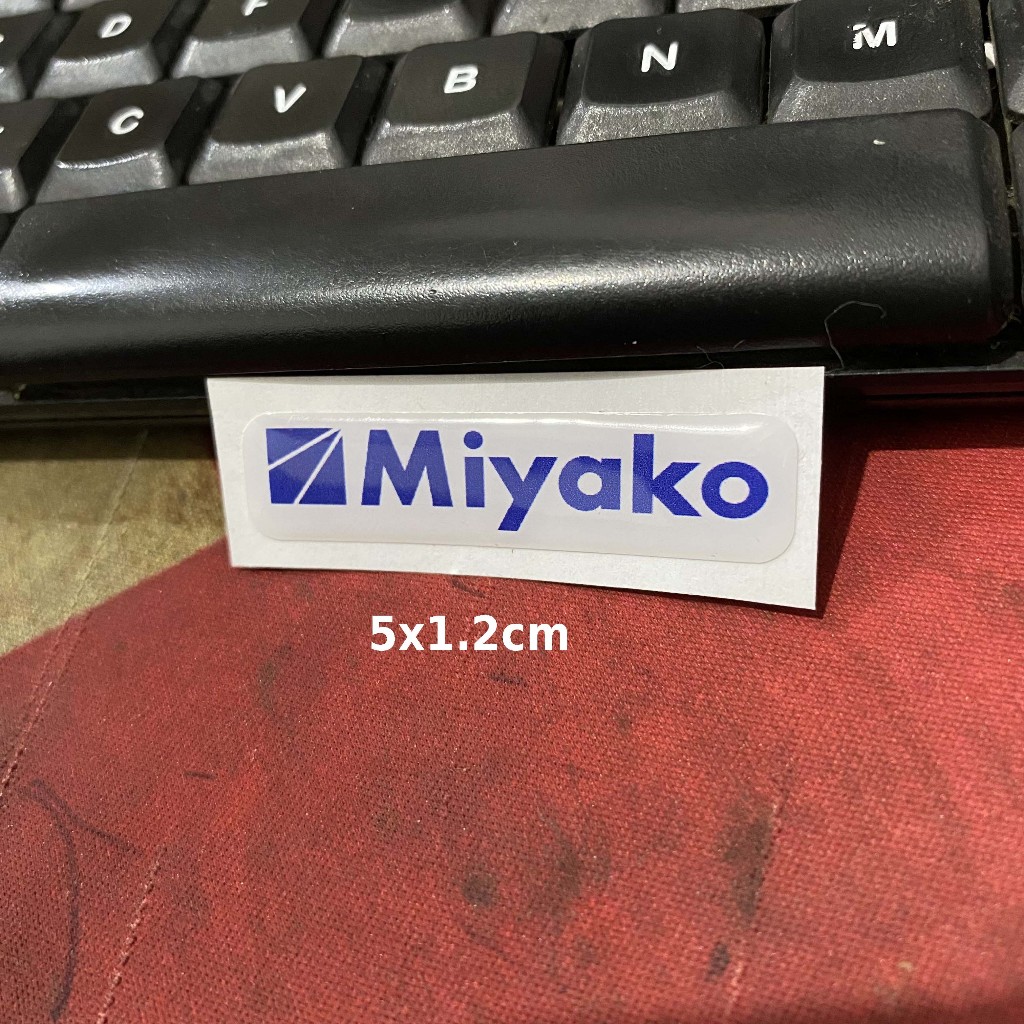 D F
C V B N M
Miyako
5x1.2cm